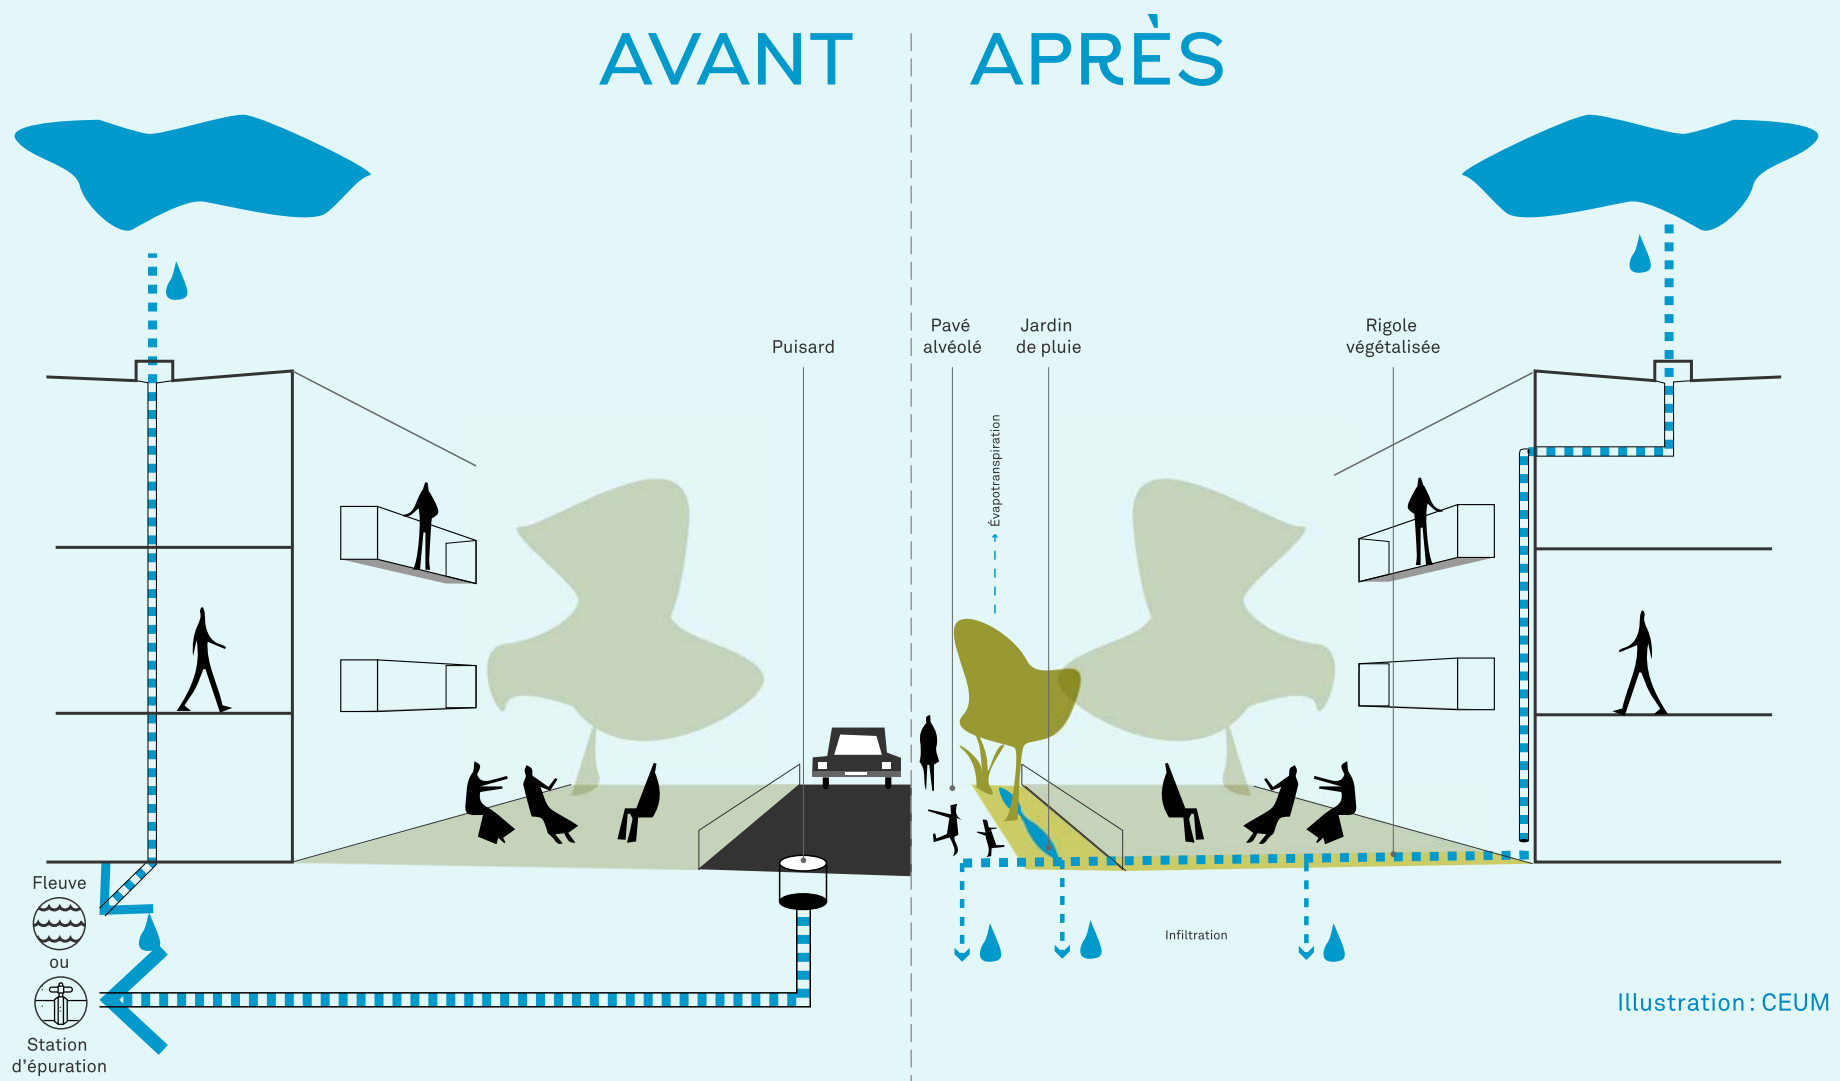 AVANT
APRÈS
Puisard
Pavé
alvéolé
Jardin
de pluie
Rigole
végétalisée
Évapotranspiration
Fleuve
ou
Station
d'épuration
Infiltration
Illustration : CEUM